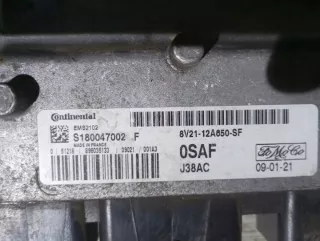 Continental
EMS2102
S180047002 F
MADE IN FRANCE
8V21-12A650-SF
0SAF
J38AC
FoMoCo
09-01-21